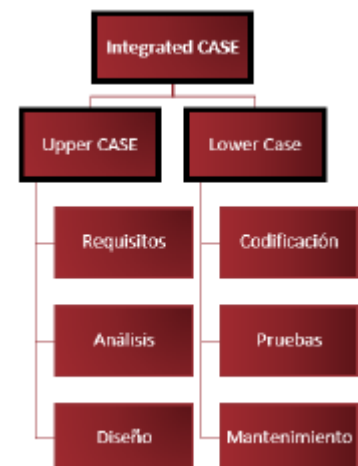 Integrated CASE
Upper CASE
Lower Case
Requisitos
Codificación
Análisis
Pruebas
Diseño
Mantenimiento